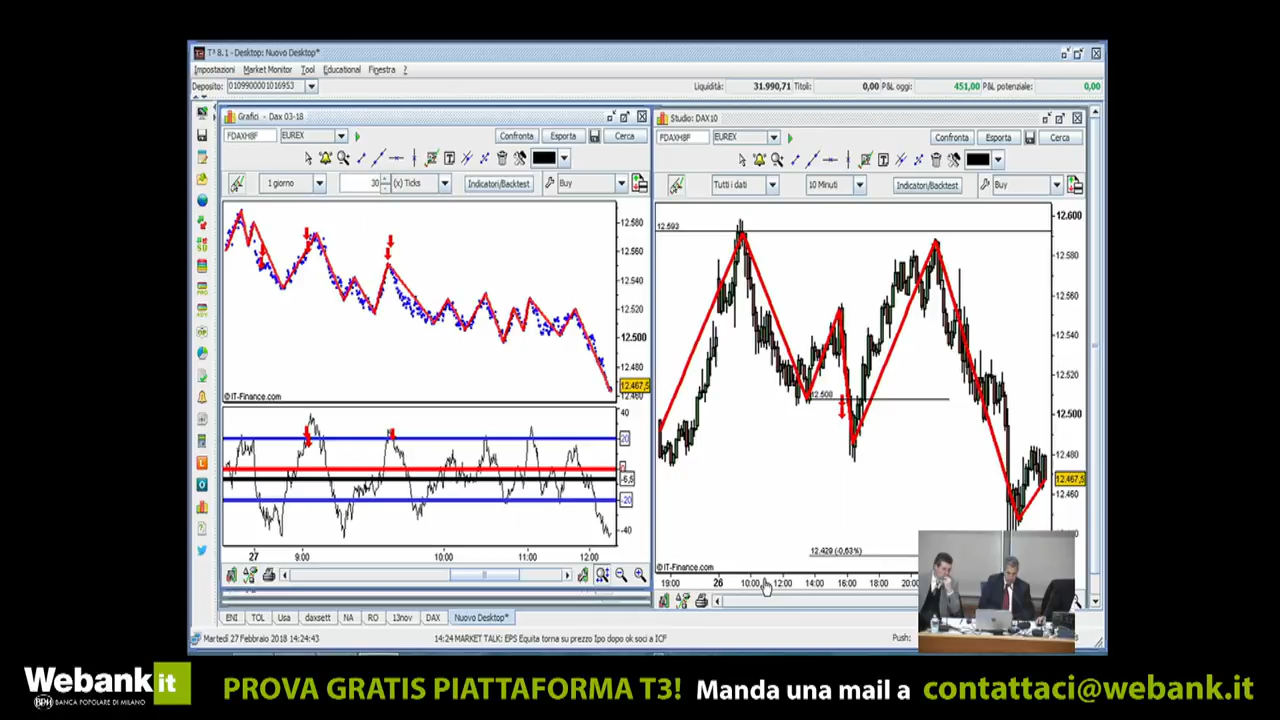 T³ 8.1 - Desktop: Nuovo Desktop*
Impostazioni Market Monitor Tool Educational Finestra ?
Deposito: 0109900001016953 Liquidità: 31.990,71 Titoli: 0,00 P&L oggi: 451,00 P&L potenziale: 0,00
Grafici - Dax 03-18
FDAXH8F EUREX Confronta Esporta Cerca
1 giorno 30 (x) Ticks Indicatori/Backtest Buy
12.580
12.560
12.540
12.520
12.500
12.480
12.467,5
12.460
© IT-Finance.com
40
20
0
-6,5
-20
-40
27 9:00 10:00 11:00 12:00
Studio: DAX10
FDAXH8F EUREX Confronta Esporta Cerca
Tutti i dati 10 Minuti Indicatori/Backtest Buy
12.593
12.508
12.429 (-0,63%)
12.600
12.580
12.560
12.540
12.520
12.500
12.480
12.467,5
12.460
© IT-Finance.com
19:00 26 10:00 12:00 14:00 16:00 18:00 20:00
ENI TOL Usa daxsett NA RO 13nov DAX Nuovo Desktop*
Martedì 27 Febbraio 2018 14:24:43 14:24 MARKET TALK: EPS Equita torna su prezzo Ipo dopo ok soci a ICF Push:
Webank it
BPM BANCA POPOLARE DI MILANO
PROVA GRATIS PIATTAFORMA T3! Manda una mail a contattaci@webank.it